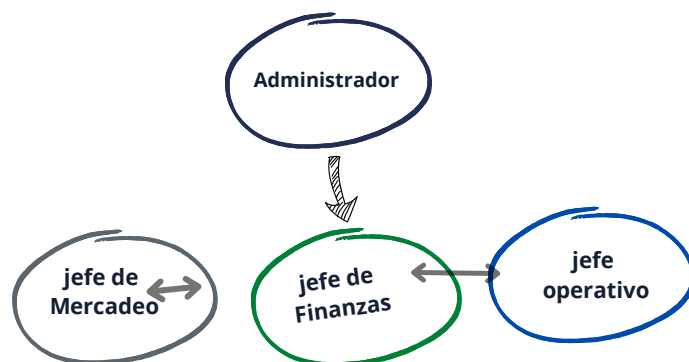 Administrador
jefe de
Mercadeo
jefe de
Finanzas
jefe
operativo